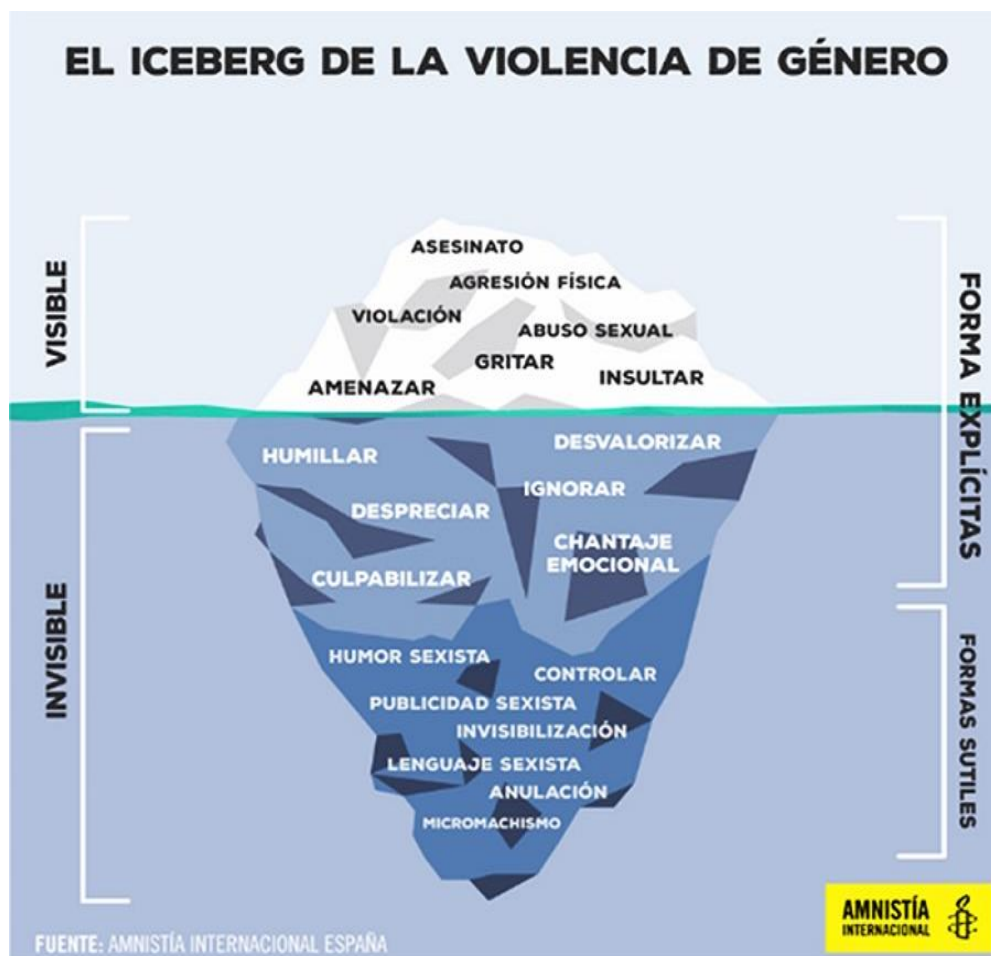 EL ICEBERG DE LA VIOLENCIA DE GÉNERO
VISIBLE
ASESINATO
AGRESIÓN FÍSICA
VIOLACIÓN
ABUSO SEXUAL
GRITAR
INSULTAR
AMENAZAR
FORMA EXPLÍCITAS
INVISIBLE
DESVALORIZAR
HUMILLAR
IGNORAR
DESPRECIAR
CHANTAJE
EMOCIONAL
CULPABILIZAR
FORMAS SUTILES
HUMOR SEXISTA
CONTROLAR
PUBLICIDAD SEXISTA
INVISIBILIZACIÓN
LENGUAJE SEXISTA
ANULACIÓN
MICROMACHISMO
AMNISTÍA
INTERNACIONAL
FUENTE: AMNISTÍA INTERNACIONAL ESPAÑA